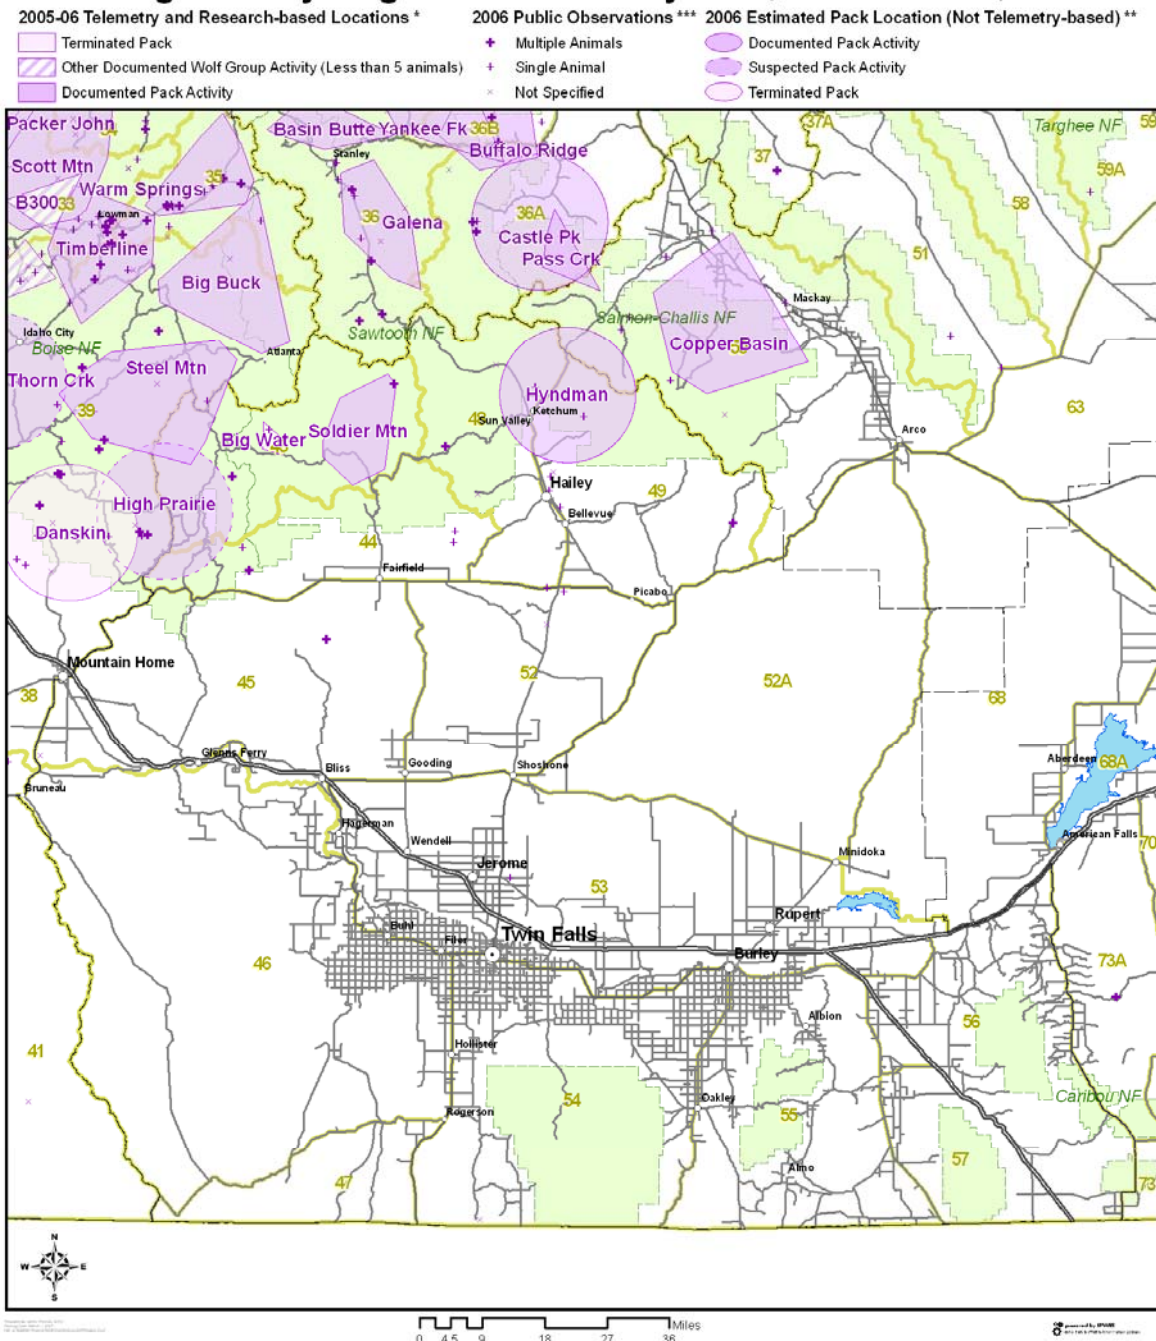 2005-06 Telemetry and Research-based Locations *
Terminated Pack
Other Documented Wolf Group Activity (Less than 5 animals)
Documented Pack Activity
2006 Public Observations ***
Multiple Animals
Single Animal
Not Specified
2006 Estimated Pack Location (Not Telemetry-based) **
Documented Pack Activity
Suspected Pack Activity
Terminated Pack
Packer John
Basin Butte
Yankee Fk
36B
37A
Targhee NF
59
Stanley
Buffalo Ridge
37
59A
Scott Mtn
35
Warm Springs
B300
33
Lowman
36
Galena
36A
Castle Pk
Pass Crk
58
51
Timberline
Big Buck
Mackay
Idaho City
Boise NF
Sawtooth NF
Salmon-Challis NF
Copper Basin
50
Atlanta
Steel Mtn
Thorn Crk
39
Hyndman
Ketchum
Sun Valley
48
63
Big Water
43
Soldier Mtn
Arco
High Prairie
Hailey
49
Bellevue
Danskin
44
Fairfield
Picabo
Mountain Home
38
45
52
52A
68
Glenns Ferry
Bliss
Gooding
Shoshone
Aberdeen
68A
Bruneau
Hagerman
Wendell
Jerome
Minidoka
American Falls
70
53
Rupert
Buhl
Filer
Twin Falls
Burley
46
73A
Albion
56
41
Hollister
Rogerson
54
Oakley
55
Caribou NF
Almo
57
47
73
N
W
E
S
0 4.5 9 18 27 36
Miles